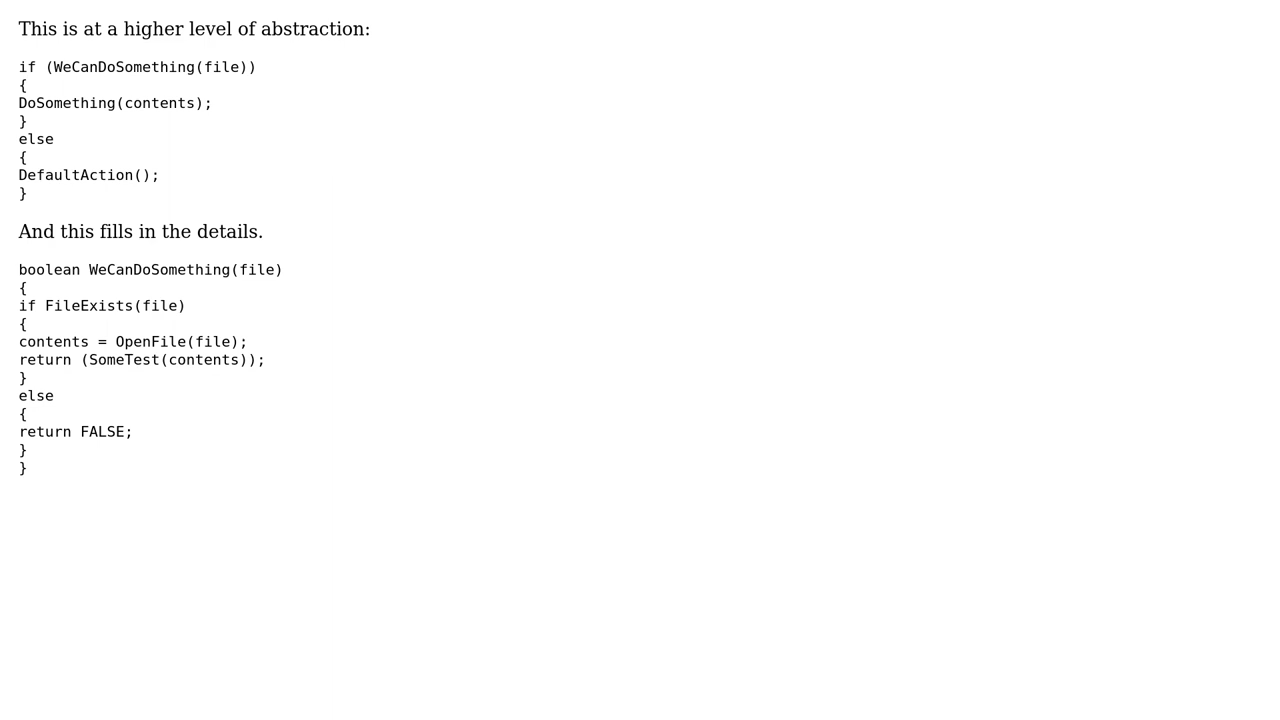 This is at a higher level of abstraction:
if (WeCanDoSomething(file))
{
DoSomething(contents);
}
else
{
DefaultAction();
}
And this fills in the details.
boolean WeCanDoSomething(file)
{
if FileExists(file)
{
contents = OpenFile(file);
return (SomeTest(contents));
}
else
{
return FALSE;
}
}